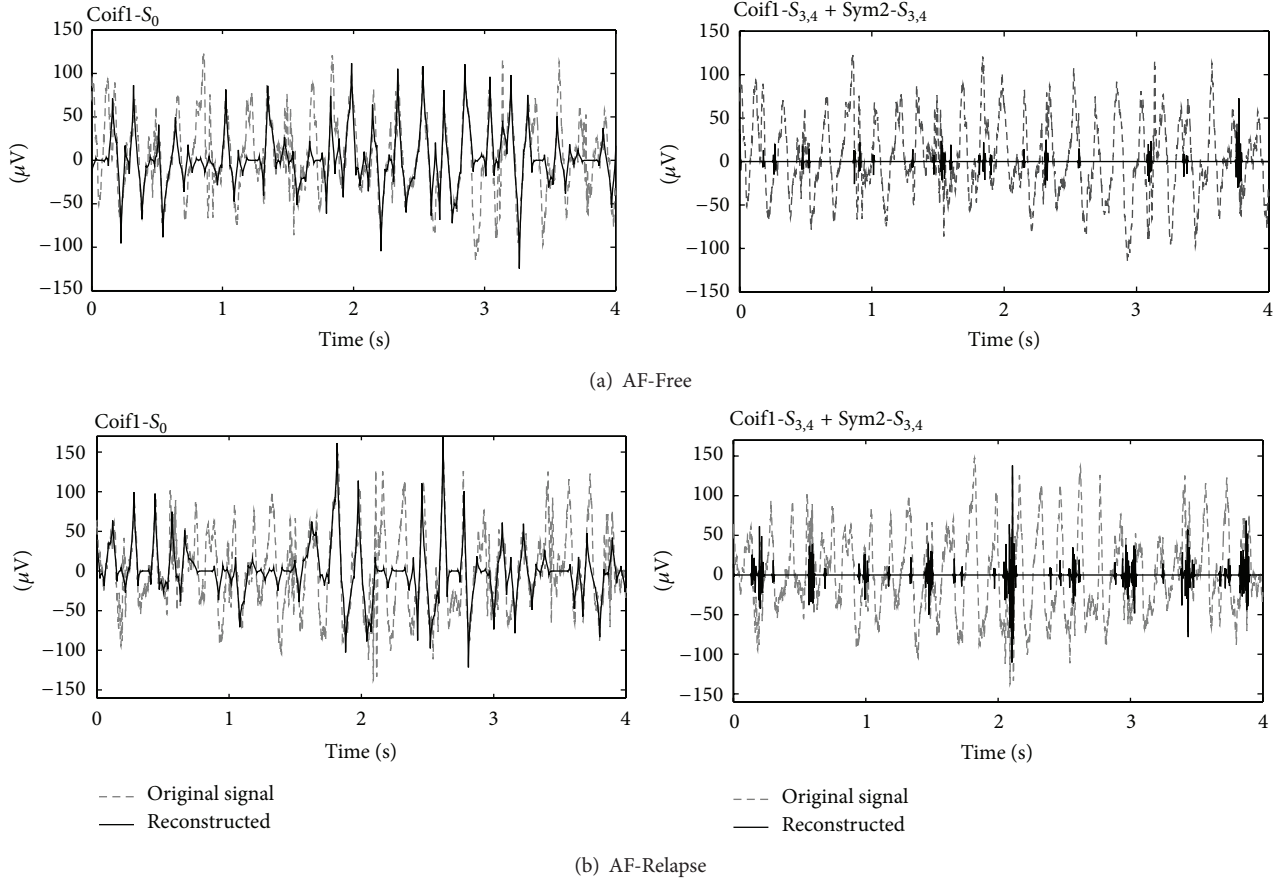 Coif1-S0
150
100
50
0
−50
−100
−150
(μV)
0 1 2 3 4
Time (s)
Coif1-S3,4 + Sym2-S3,4
150
100
50
0
−50
−100
−150
(μV)
0 1 2 3 4
Time (s)
(a) AF-Free
Coif1-S0
150
100
50
0
−50
−100
−150
(μV)
0 1 2 3 4
Time (s)
Original signal
Reconstructed
Coif1-S3,4 + Sym2-S3,4
150
100
50
0
−50
−100
−150
(μV)
0 1 2 3 4
Time (s)
Original signal
Reconstructed
(b) AF-Relapse